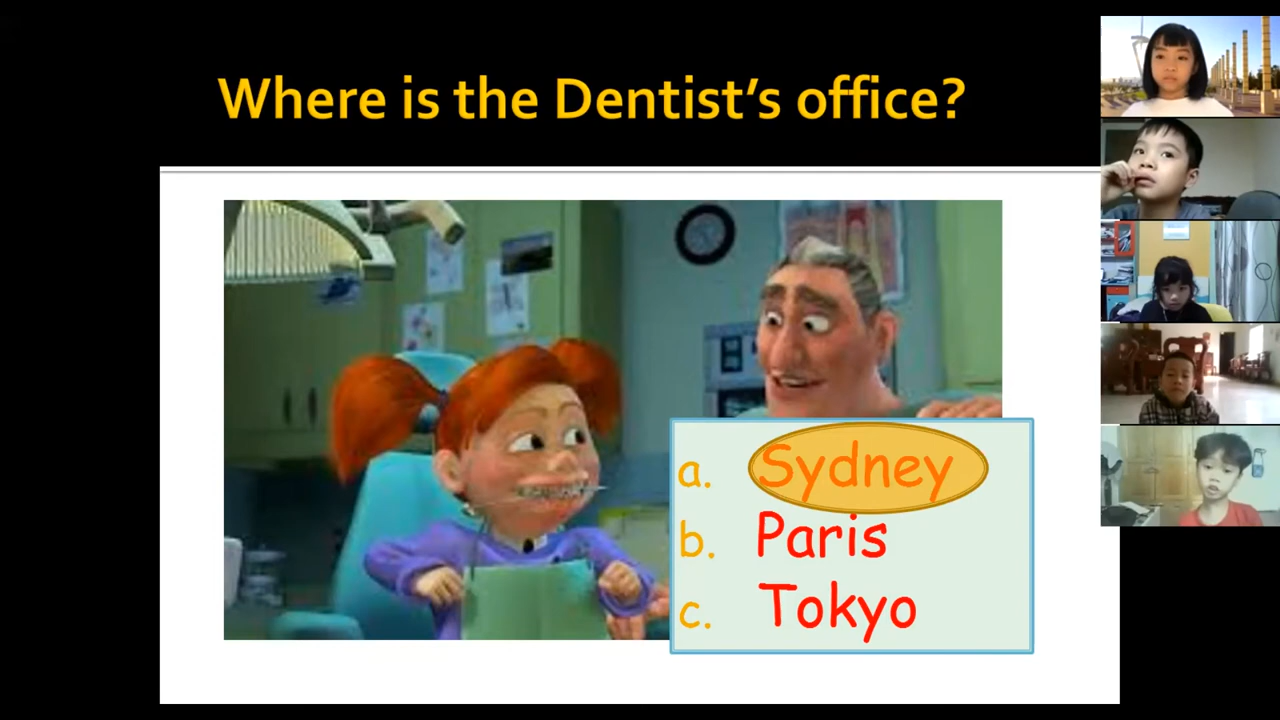 Where is the Dentist’s office?
a. Sydney
b. Paris
c. Tokyo